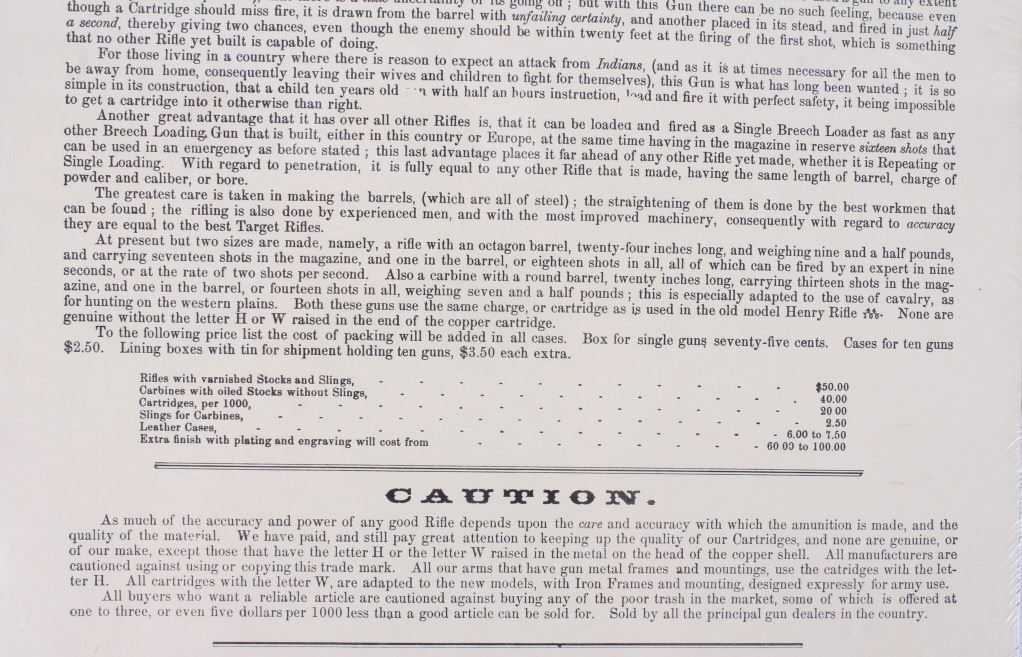 its going off ; but with this Gun there can be no such feeling, because even
though a Cartridge should miss fire, it is drawn from the barrel with unfailing certainty, and another placed in its stead, and fired in just half
a second, thereby giving two chances, even though the enemy should be within twenty feet at the firing of the first shot, which is something
that no other Rifle yet built is capable of doing.
For those living in a country where there is reason to expect an attack from Indians, (and as it is at times necessary for all the men to
be away from home, consequently leaving their wives and children to fight for themselves), this Gun is what has long been wanted ; it is so
simple in its construction, that a child ten years old with half an hours instruction, load and fire it with perfect safety, it being impossible
to get a cartridge into it otherwise than right.
Another great advantage that it has over all other Rifles is, that it can be loaded and fired as a Single Breech Loader as fast as any
other Breech Loading Gun that is built, either in this country or Europe, at the same time having in the magazine in reserve sixteen shots that
can be used in an emergency as before stated ; this last advantage places it far ahead of any other Rifle yet made, whether it is Repeating or
Single Loading. With regard to penetration, it is fully equal to any other Rifle that is made, having the same length of barrel, charge of
powder and caliber, or bore.
The greatest care is taken in making the barrels, (which are all of steel) ; the straightening of them is done by the best workmen that
can be found ; the rifling is also done by experienced men, and with the most improved machinery, consequently with regard to accuracy
they are equal to the best Target Rifles.
At present but two sizes are made, namely, a rifle with an octagon barrel, twenty-four inches long, and weighing nine and a half pounds,
and carrying seventeen shots in the magazine, and one in the barrel, or eighteen shots in all, all of which can be fired by an expert in nine
seconds, or at the rate of two shots per second. Also a carbine with a round barrel, twenty inches long, carrying thirteen shots in the mag-
azine, and one in the barrel, or fourteen shots in all, weighing seven and a half pounds ; this is especially adapted to the use of cavalry, as
for hunting on the western plains. Both these guns use the same charge, or cartridge as is used in the old model Henry Rifle 44/100. None are
genuine without the letter H or W raised in the end of the copper cartridge.
To the following price list the cost of packing will be added in all cases. Box for single guns seventy-five cents. Cases for ten guns
$2.50. Lining boxes with tin for shipment holding ten guns, $3.50 each extra.
Rifles with varnished Stocks and Slings, - - - - - - - - - - - $50.00
Carbines with oiled Stocks without Slings, - - - - - - - - - - - 40.00
Cartridges, per 1000, - - - - - - - - - - - - - 20 00
Slings for Carbines, - - - - - - - - - - - - - 2.50
Leather Cases, - - - - - - - - - - - - - 6.00 to 7.50
Extra finish with plating and engraving will cost from - - - - - - - - 60.00 to 100.00
CAUTION.
As much of the accuracy and power of any good Rifle depends upon the care and accuracy with which the amunition is made, and the
quality of the material. We have paid, and still pay great attention to keeping up the quality of our Cartridges, and none are genuine, or
of our make, except those that have the letter H or the letter W raised in the metal on the head of the copper shell. All manufacturers are
cautioned against using or copying this trade mark. All our arms that have gun metal frames and mountings, use the catridges with the let-
ter H. All cartridges with the letter W, are adapted to the new models, with Iron Frames and mounting, designed expressly for army use.
All buyers who want a reliable article are cautioned against buying any of the poor trash in the market, some of which is offered at
one to three, or even five dollars per 1000 less than a good article can be sold for. Sold by all the principal gun dealers in the country.